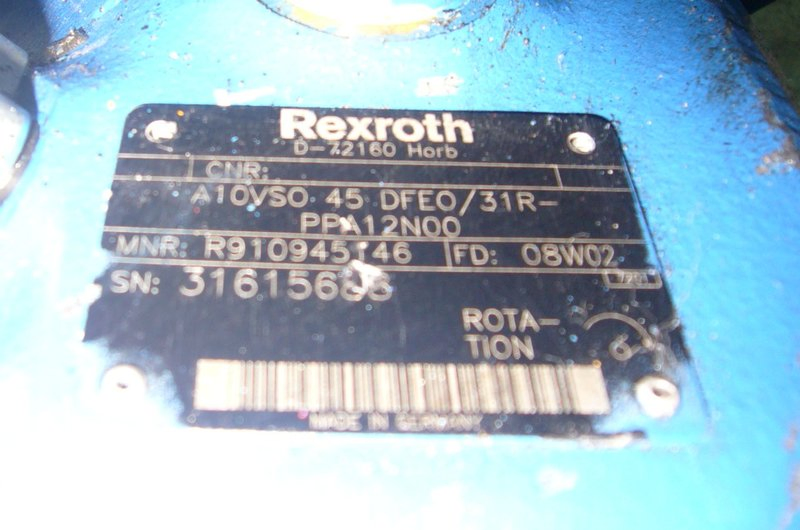 Rexroth
D-72160 Horb
CNR:
A10VSO 45 DFEO/31R-
PPA12N00
MNR: FD: 08W02
SN:
ROTA-
TION
MADE IN GERMANY